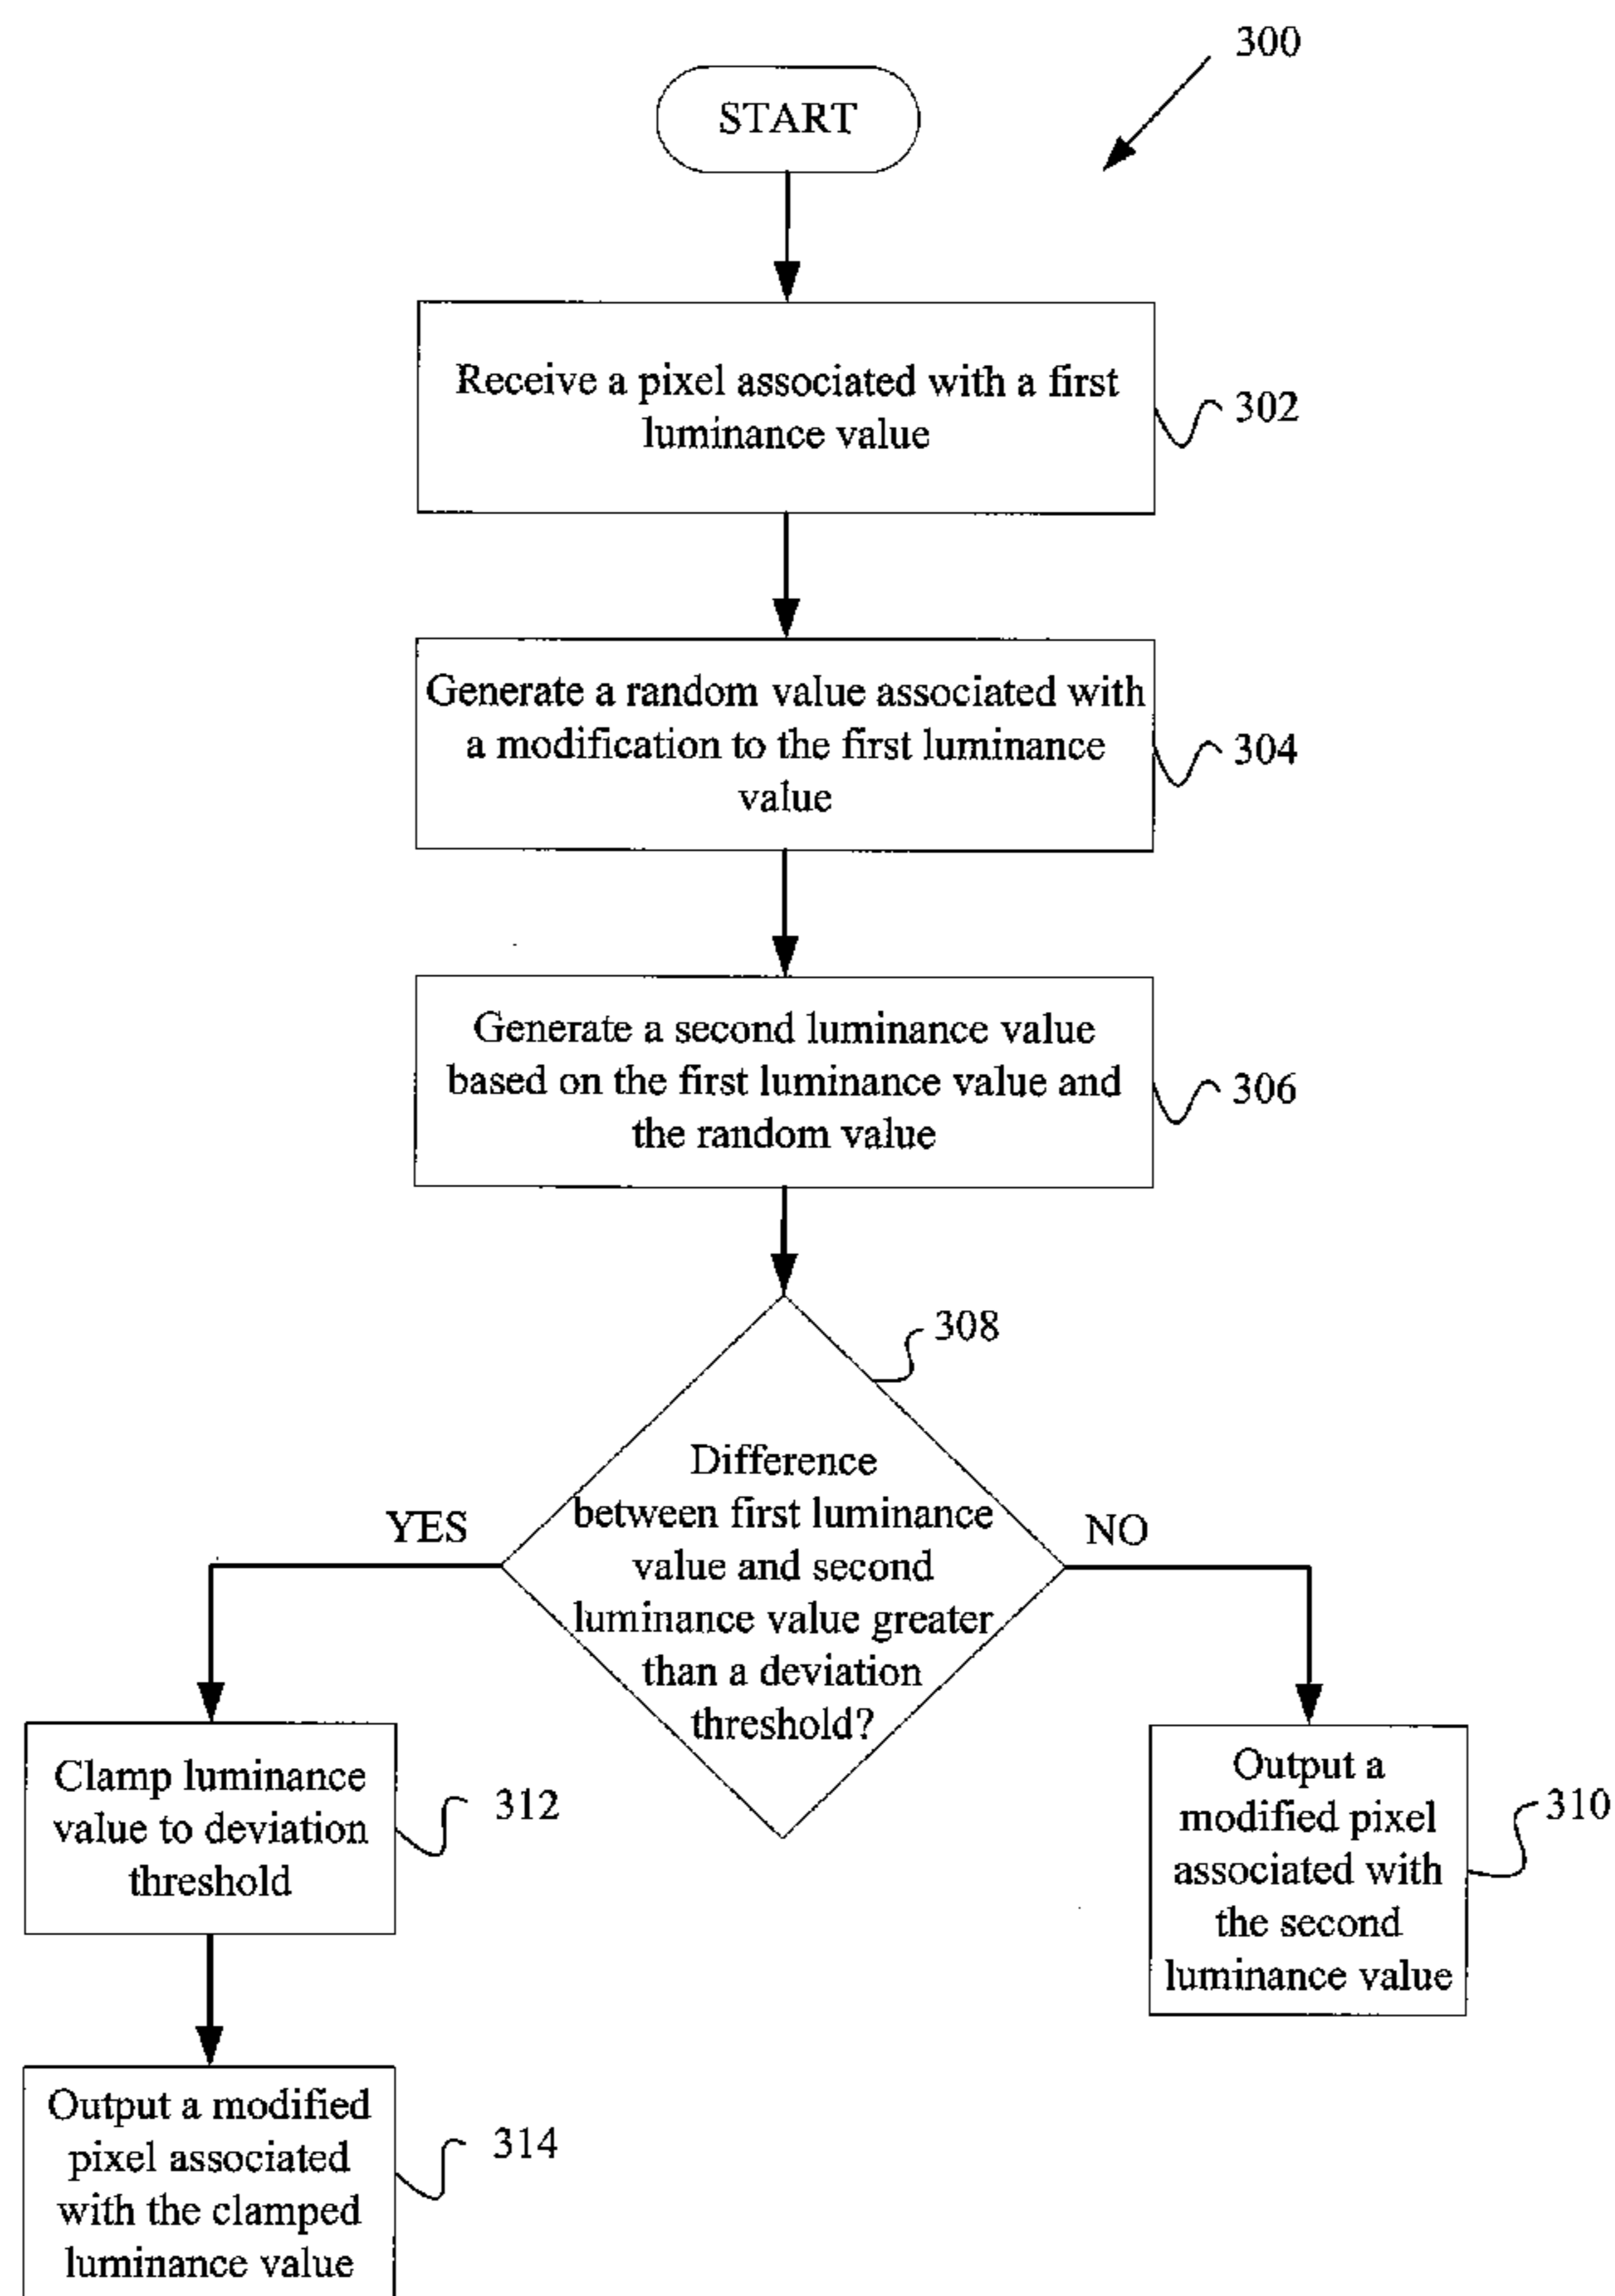 300
START
Receive a pixel associated with a first
luminance value
302
Generate a random value associated with
a modification to the first luminance
value
304
Generate a second luminance value
based on the first luminance value and
the random value
306
308
Difference
between first luminance
value and second
luminance value greater
than a deviation
threshold?
YES
NO
Clamp luminance
value to deviation
threshold
312
Output a
modified pixel
associated with
the second
luminance value
310
Output a modified
pixel associated
with the clamped
luminance value
314